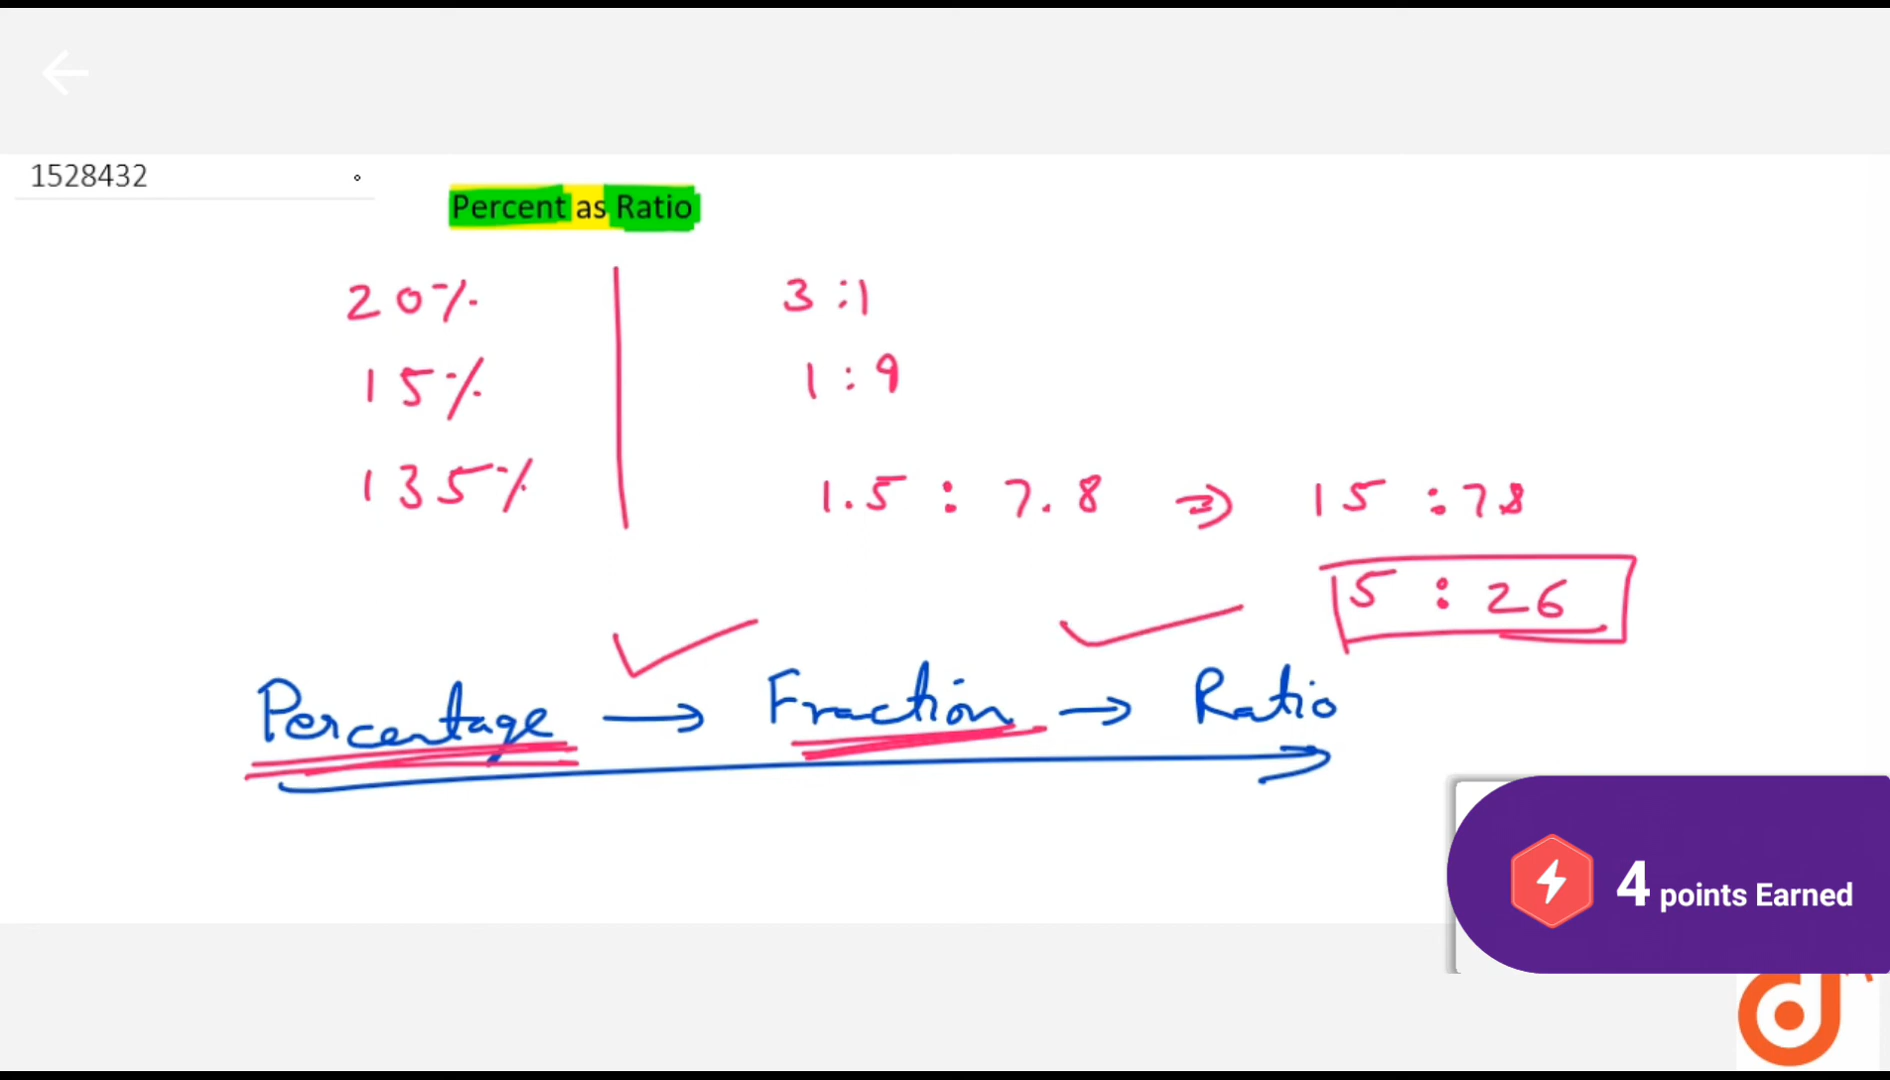 1528432
Percent as Ratio
20% 3:1
15% 1:9
135% 1.5 : 7.8 ⇒ 15 : 78
5 : 26
Percentage → Fraction → Ratio
4 points Earned